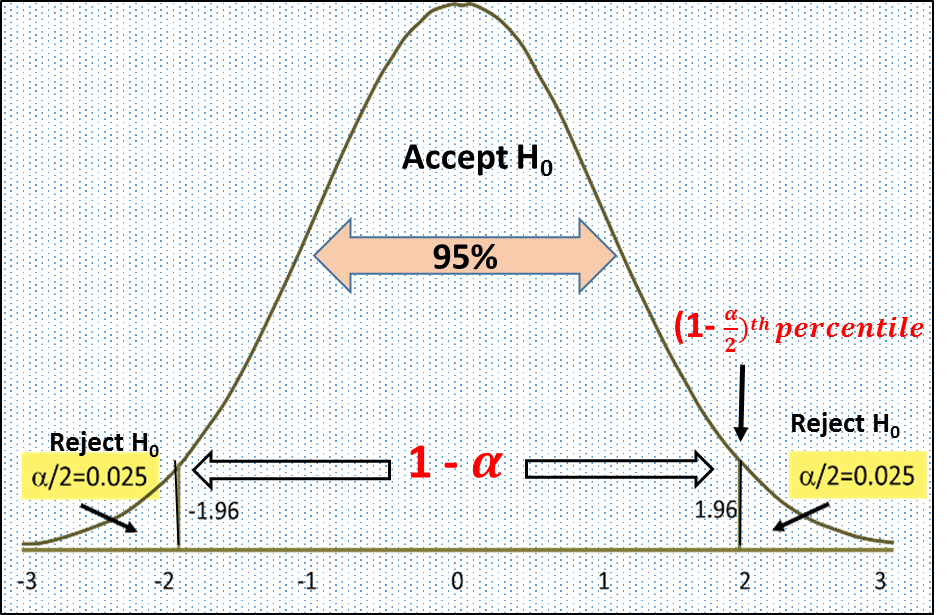 Accept H₀
95%
(1- α/2)ᵗʰ percentile
Reject H₀
Reject H₀
α/2=0.025
1 - α
α/2=0.025
-1.96
1.96
-3 -2 -1 0 1 2 3